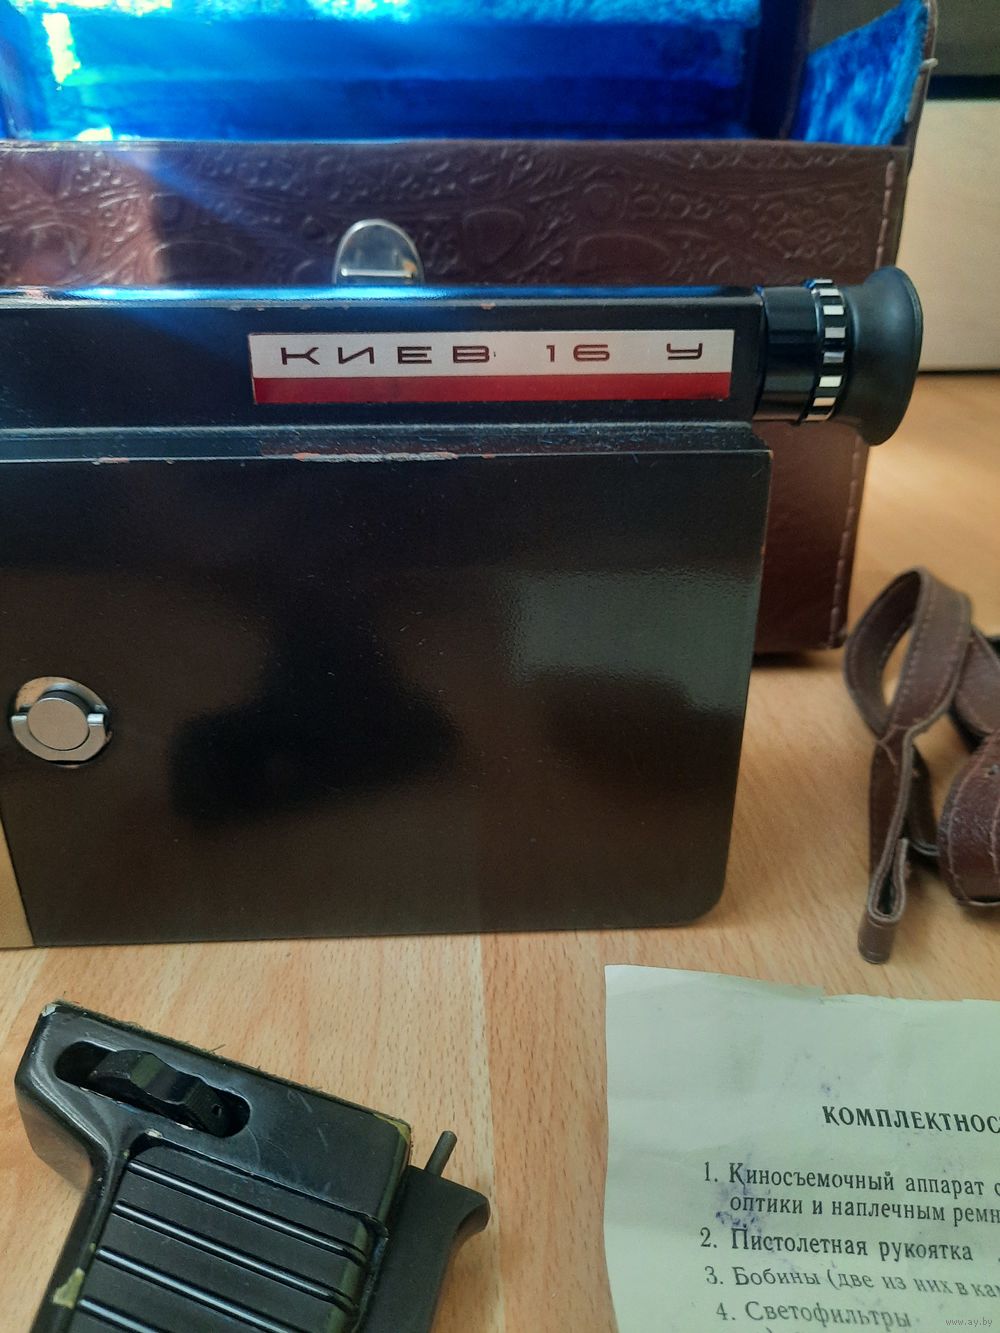 КИЕВ 16 У
КОМПЛЕКТНОС
1. Киносъемочный аппарат с
оптики и наплечным ремн
2. Пистолетная рукоятка
3. Бобины (две из них в ка
4. Светофильтры
www.ay.by